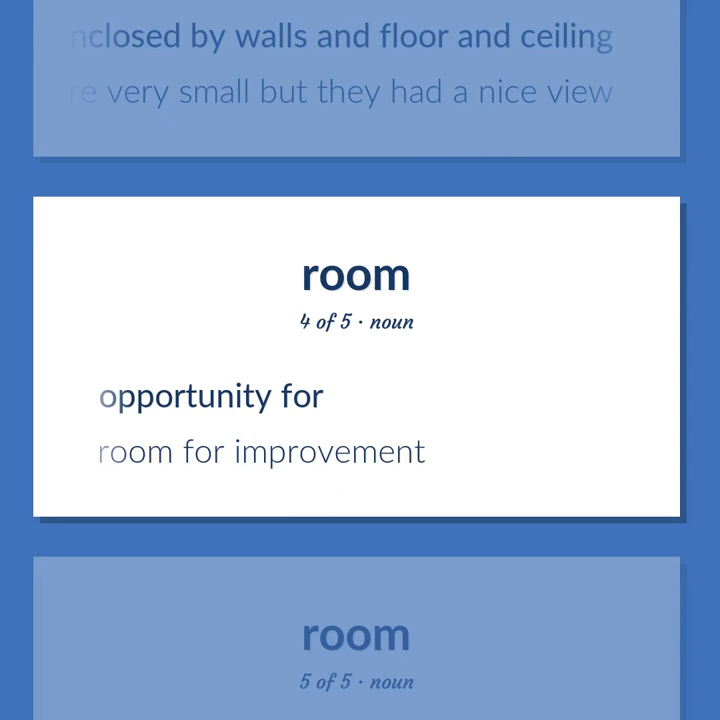 nclosed by walls and floor and ceiling
re very small but they had a nice view
room
4 of 5 · noun
opportunity for
room for improvement
room
5 of 5 · noun